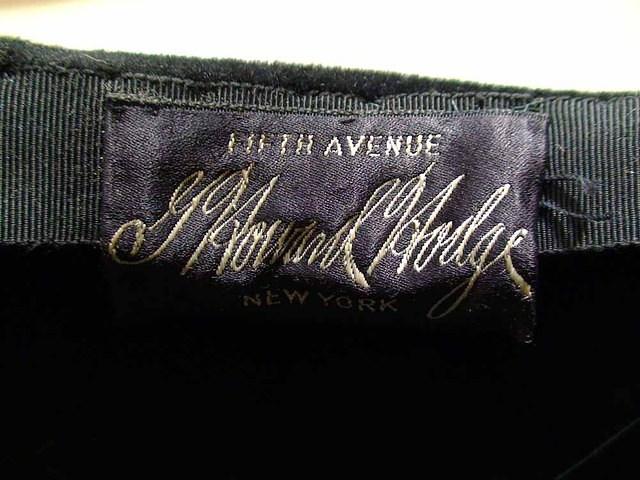 FIFTH AVENUE
G Howard Hodge
NEW YORK